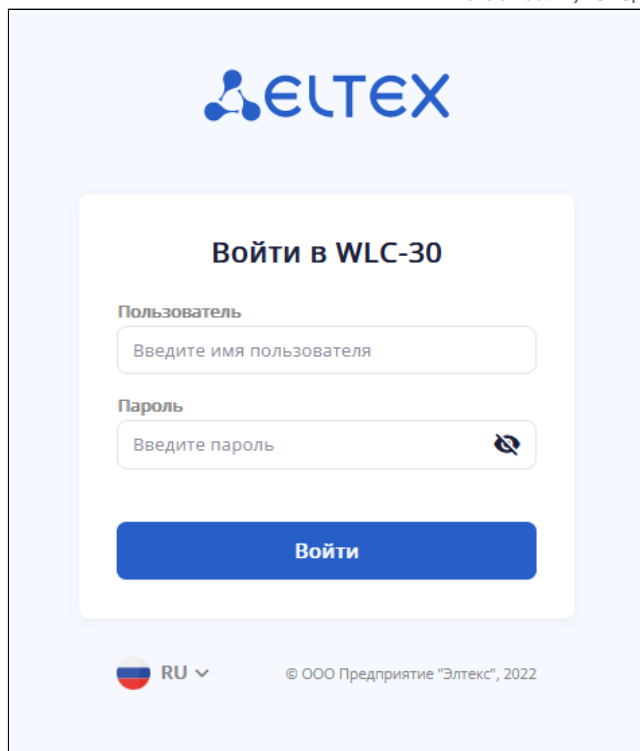 ELTEX
Войти в WLC-30
Пользователь
Введите имя пользователя
Пароль
Введите пароль
Войти
RU
© ООО Предприятие "Элтекс", 2022